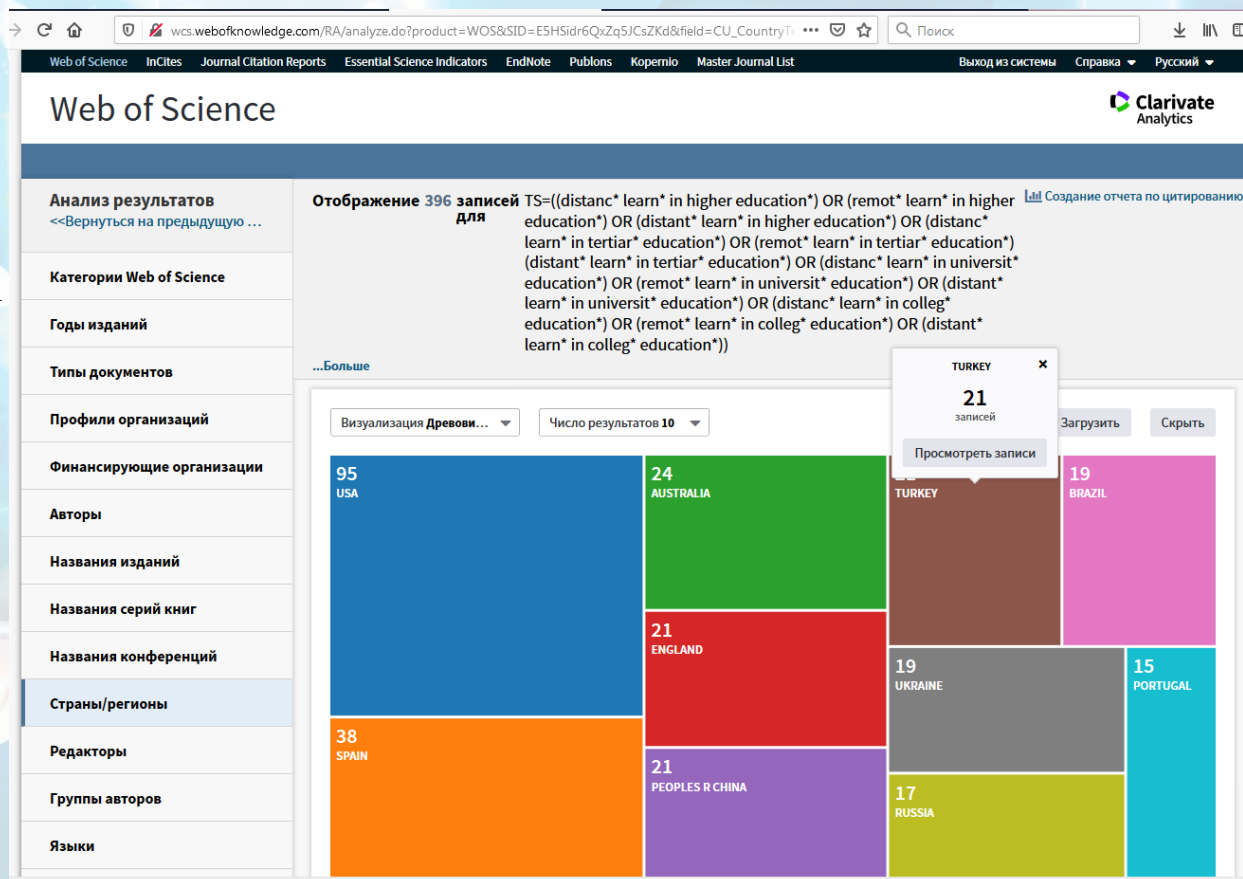 wcs.webofknowledge.com/RA/analyze.do?product=WOS&SID=E5HSidr6QxZq5JCsZKd&field=CU_CountryT
Поиск
Web of Science InCites Journal Citation Reports Essential Science Indicators EndNote Publons Kopernio Master Journal List Выход из системы Справка Русский
Web of Science
Clarivate
Analytics
Анализ результатов
<<Вернуться на предыдущую ...
Категории Web of Science
Годы изданий
Типы документов
Профили организаций
Финансирующие организации
Авторы
Названия изданий
Названия серий книг
Названия конференций
Страны/регионы
Редакторы
Группы авторов
Языки
Отображение 396 записей
для
TS=((distanc* learn* in higher education*) OR (remot* learn* in higher
education*) OR (distant* learn* in higher education*) OR (distanc*
learn* in tertiar* education*) OR (remot* learn* in tertiar* education*)
(distant* learn* in tertiar* education*) OR (distanc* learn* in universit*
education*) OR (remot* learn* in universit* education*) OR (distant*
learn* in universit* education*) OR (distanc* learn* in colleg*
education*) OR (remot* learn* in colleg* education*) OR (distant*
learn* in colleg* education*))
...Больше
Создание отчета по цитированию
Визуализация Древови...
Число результатов 10
Загрузить
Скрыть
TURKEY
21
записей
Просмотреть записи
95
USA
24
AUSTRALIA
TURKEY
19
BRAZIL
21
ENGLAND
19
UKRAINE
15
PORTUGAL
38
SPAIN
21
PEOPLES R CHINA
17
RUSSIA